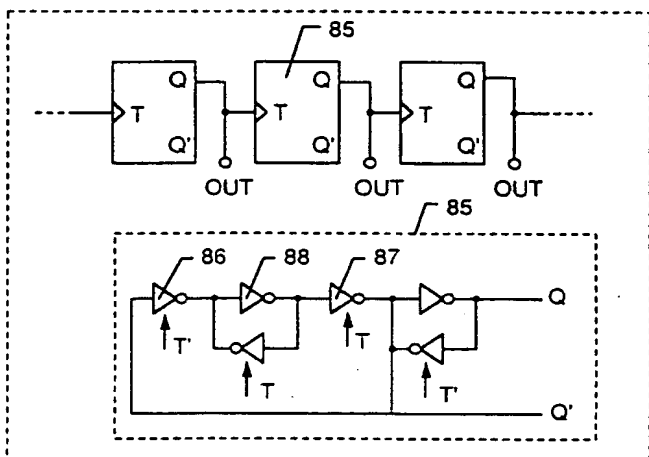 85
Q Q Q
T T T
Q' Q' Q'
OUT OUT OUT
85
86 88 87
Q
T' T
T T'
Q'